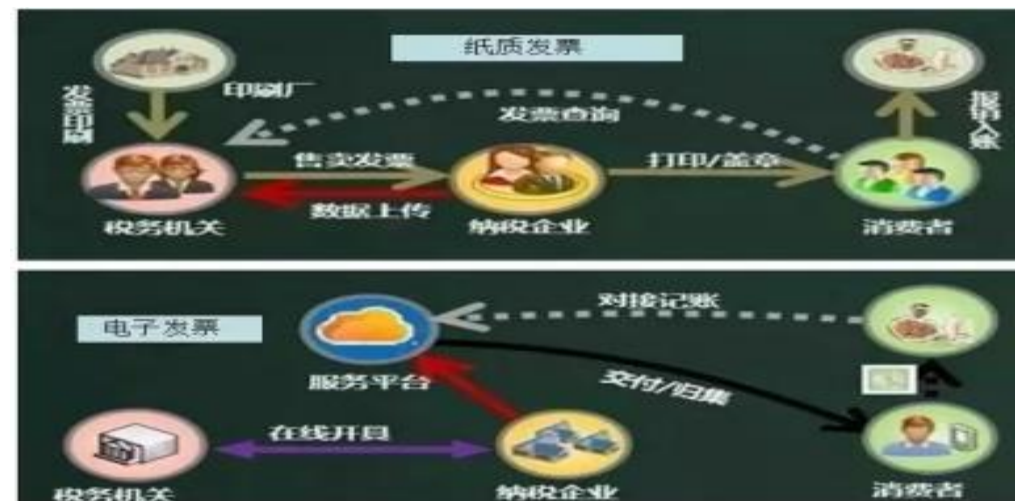 纸质发票
印刷厂
发票印刷
发票查询
售卖发票
打印/盖章
报销入账
数据上传
税务机关
纳税企业
消费者
对接记账
电子发票
服务平台
交付/归集
在线开具
税务机关
纳税企业
消费者